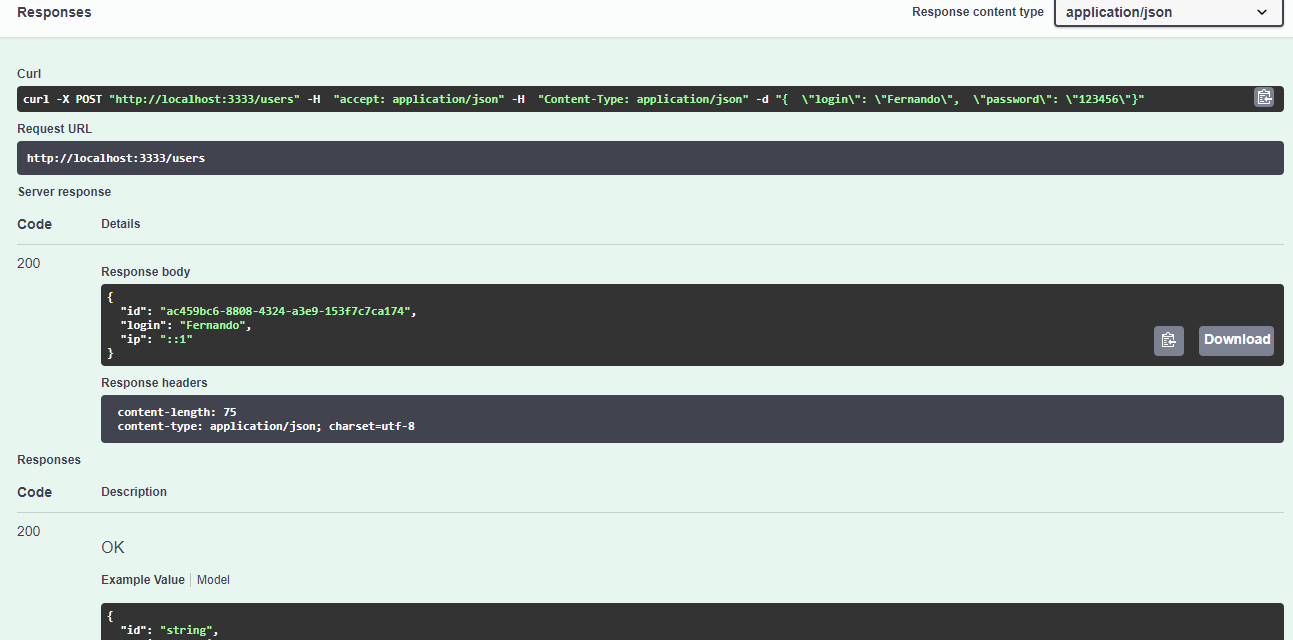 Responses
Response content type
application/json
Curl
curl -X POST "http://localhost:3333/users" -H  "accept: application/json" -H  "Content-Type: application/json" -d "{  \"login\": \"Fernando\",  \"password\": \"123456\"}"
Request URL
http://localhost:3333/users
Server response
Code Details
200
Response body
{
  "id": "ac459bc6-8808-4324-a3e9-153f7c7ca174",
  "login": "Fernando",
  "ip": "::1"
}
Download
Response headers
content-length: 75
content-type: application/json; charset=utf-8
Responses
Code Description
200
OK
Example Value Model
{
  "id": "string",